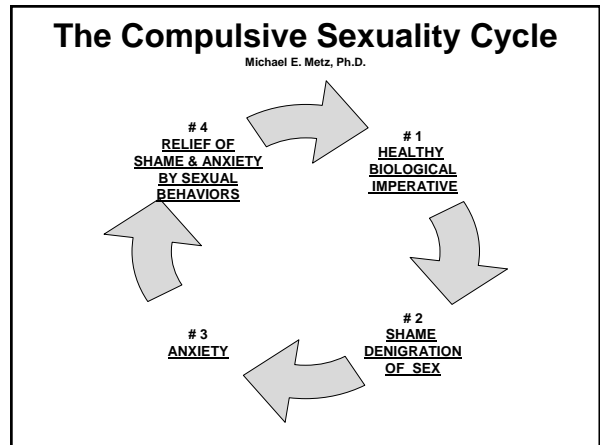 The Compulsive Sexuality Cycle
Michael E. Metz, Ph.D.
# 1
HEALTHY
BIOLOGICAL
IMPERATIVE
# 2
SHAME
DENIGRATION
OF SEX
# 3
ANXIETY
# 4
RELIEF OF
SHAME & ANXIETY
BY SEXUAL
BEHAVIORS